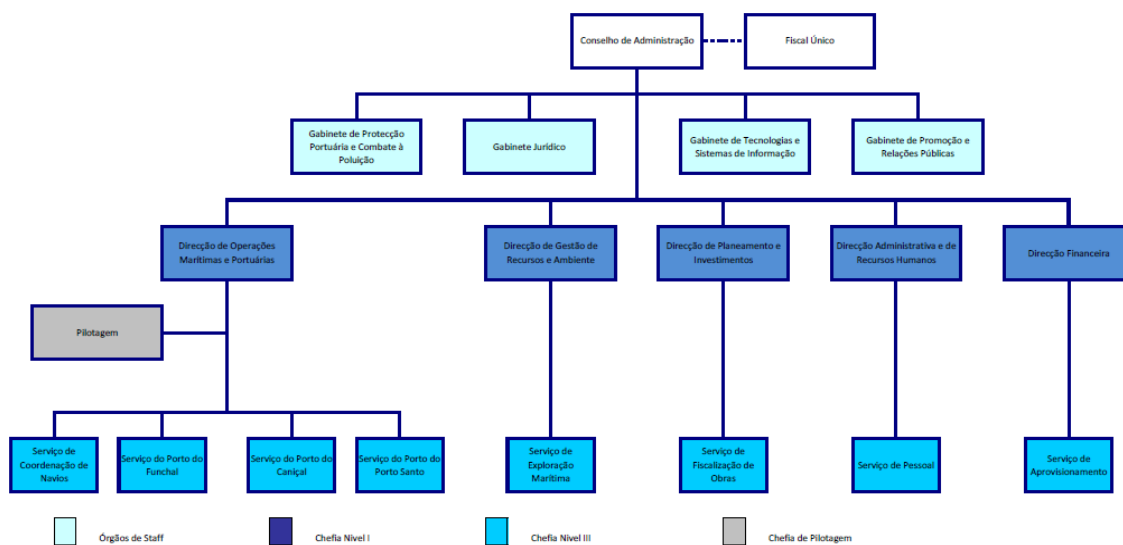 Conselho de Administração
Fiscal Único
Gabinete de Protecção
Portuária e Combate à
Poluição
Gabinete Jurídico
Gabinete de Tecnologias e
Sistemas de Informação
Gabinete de Promoção e
Relações Públicas
Direcção de Operações
Marítimas e Portuárias
Direcção de Gestão de
Recursos e Ambiente
Direcção de Planeamento e
Investimentos
Direcção Administrativa e de
Recursos Humanos
Direcção Financeira
Pilotagem
Serviço de
Coordenação de
Navios
Serviço do Porto do
Funchal
Serviço do Porto do
Caniçal
Serviço do Porto do
Porto Santo
Serviço de
Exploração
Marítima
Serviço de
Fiscalização de
Obras
Serviço de Pessoal
Serviço de
Aprovisionamento
Órgãos de Staff
Chefia Nivel I
Chefia Nivel III
Chefia de Pilotagem